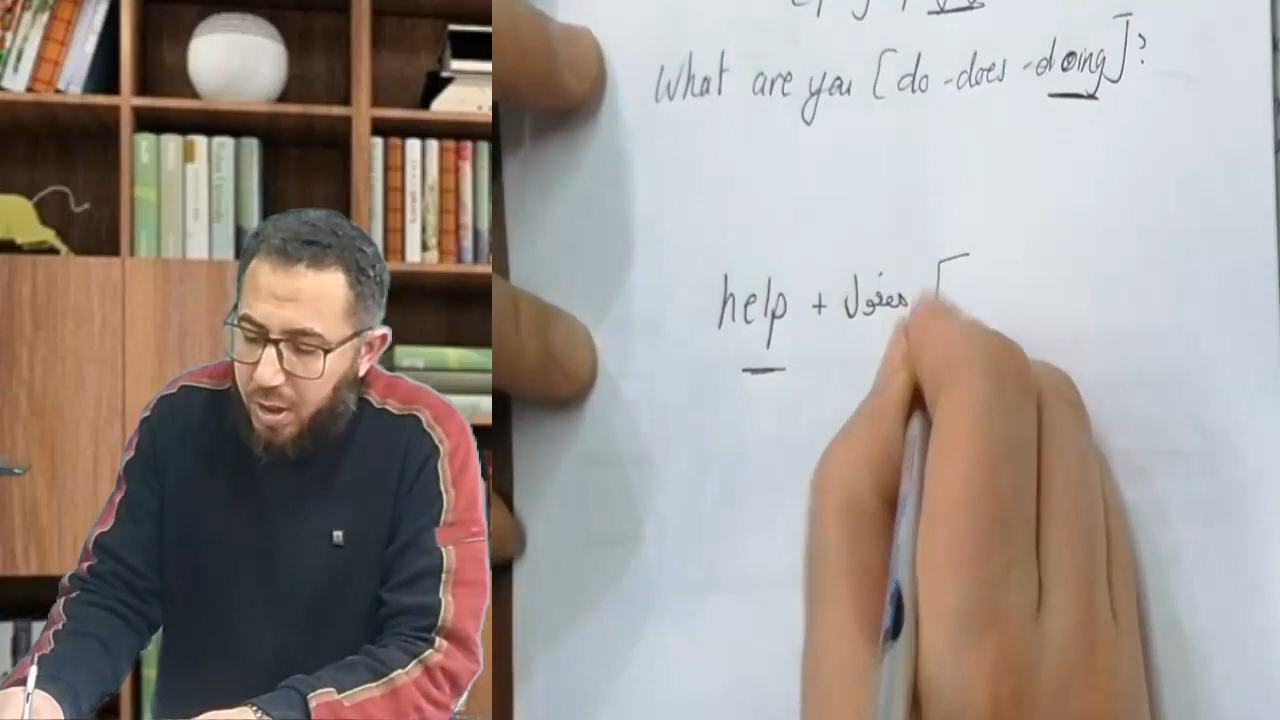 What are you [do - does - doing]?
help + مفعول [